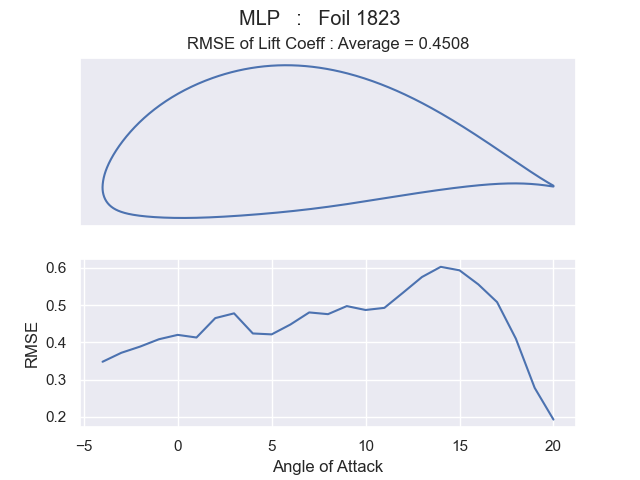 MLP : Foil 1823
RMSE of Lift Coeff : Average = 0.4508
0.6
0.5
0.4
0.3
0.2
RMSE
−5 0 5 10 15 20
Angle of Attack